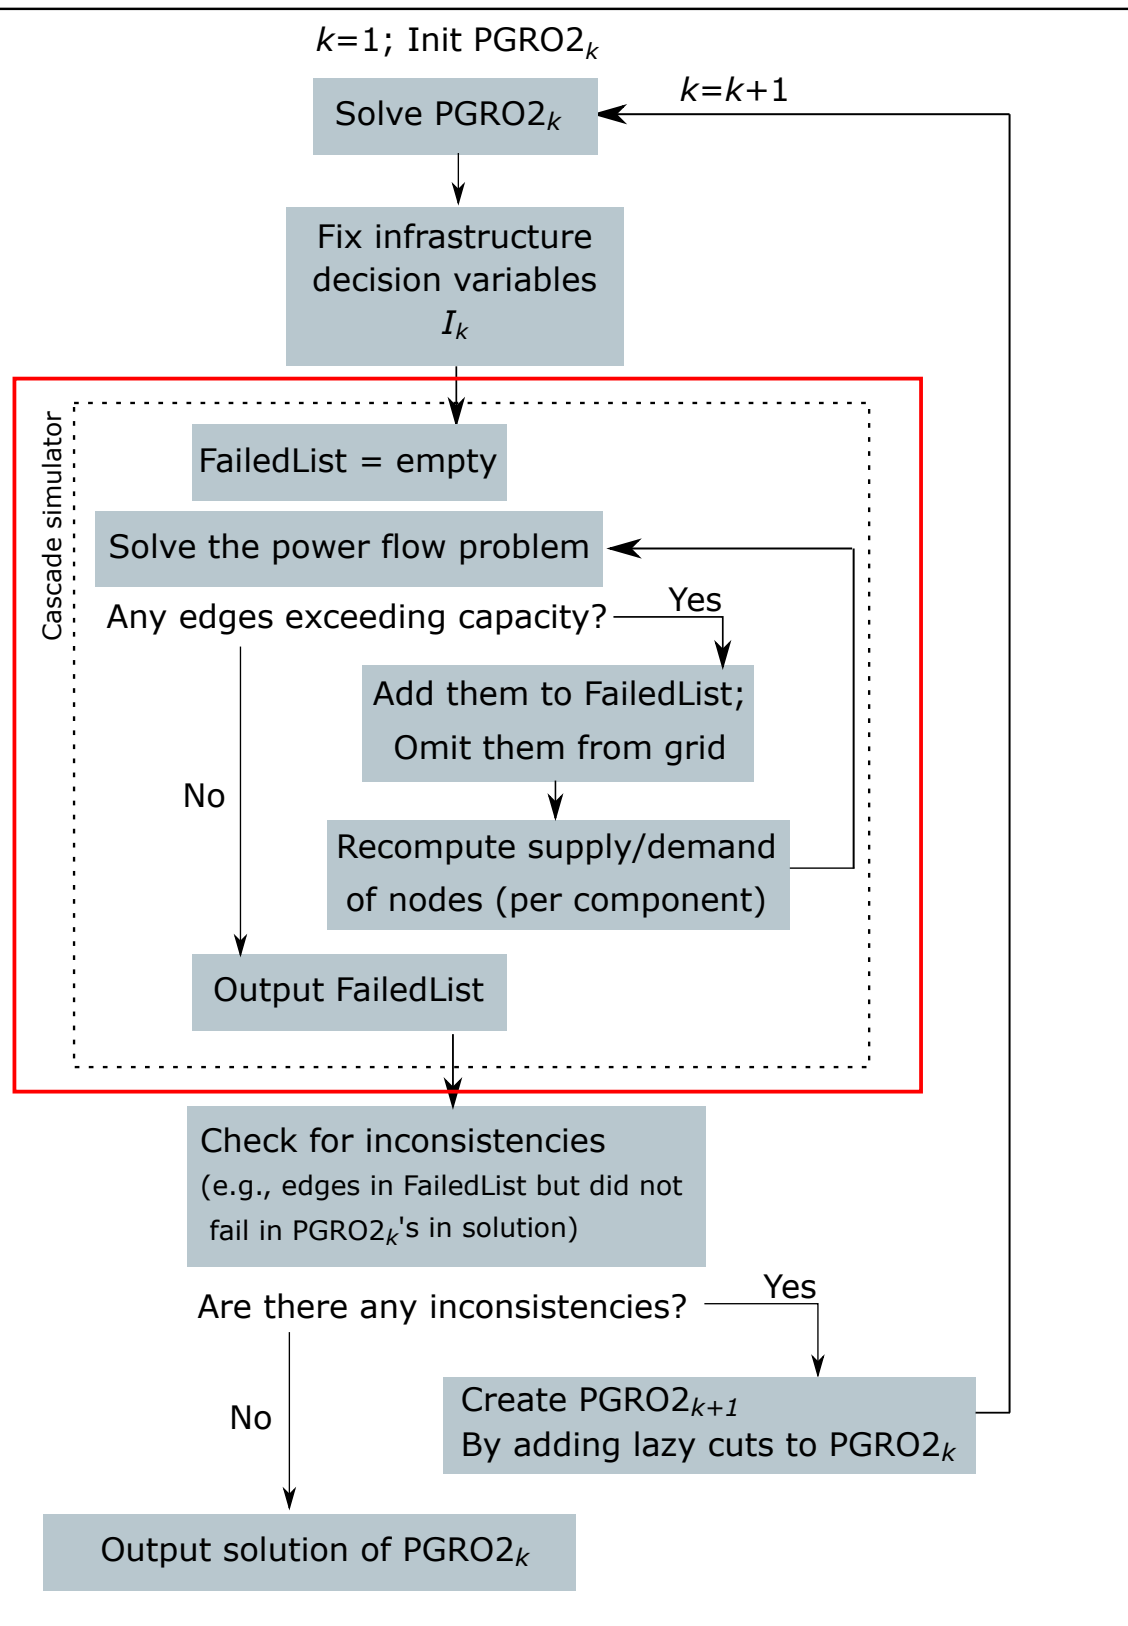 k=1; Init PGRO2k
k=k+1
Solve PGRO2k
Fix infrastructure
decision variables
Ik
Cascade simulator
FailedList = empty
Solve the power flow problem
Any edges exceeding capacity?
Yes
Add them to FailedList;
Omit them from grid
No
Recompute supply/demand
of nodes (per component)
Output FailedList
Check for inconsistencies
(e.g., edges in FailedList but did not
fail in PGRO2k's in solution)
Are there any inconsistencies?
Yes
Create PGRO2k+1
By adding lazy cuts to PGRO2k
No
Output solution of PGRO2k